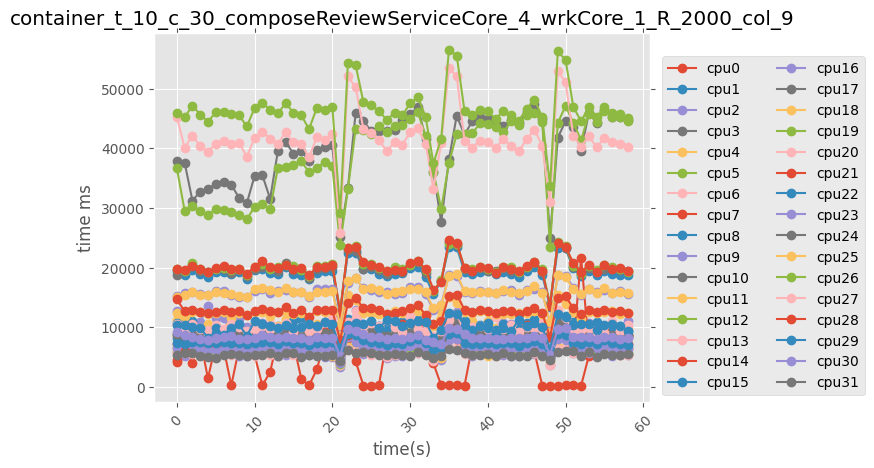 container_t_10_c_30_composeReviewServiceCore_4_wrkCore_1_R_2000_col_9
50000
40000
30000
20000
10000
0
time ms
0 10 20 30 40 50 60
time(s)
cpu0 cpu16
cpu1 cpu17
cpu2 cpu18
cpu3 cpu19
cpu4 cpu20
cpu5 cpu21
cpu6 cpu22
cpu7 cpu23
cpu8 cpu24
cpu9 cpu25
cpu10 cpu26
cpu11 cpu27
cpu12 cpu28
cpu13 cpu29
cpu14 cpu30
cpu15 cpu31